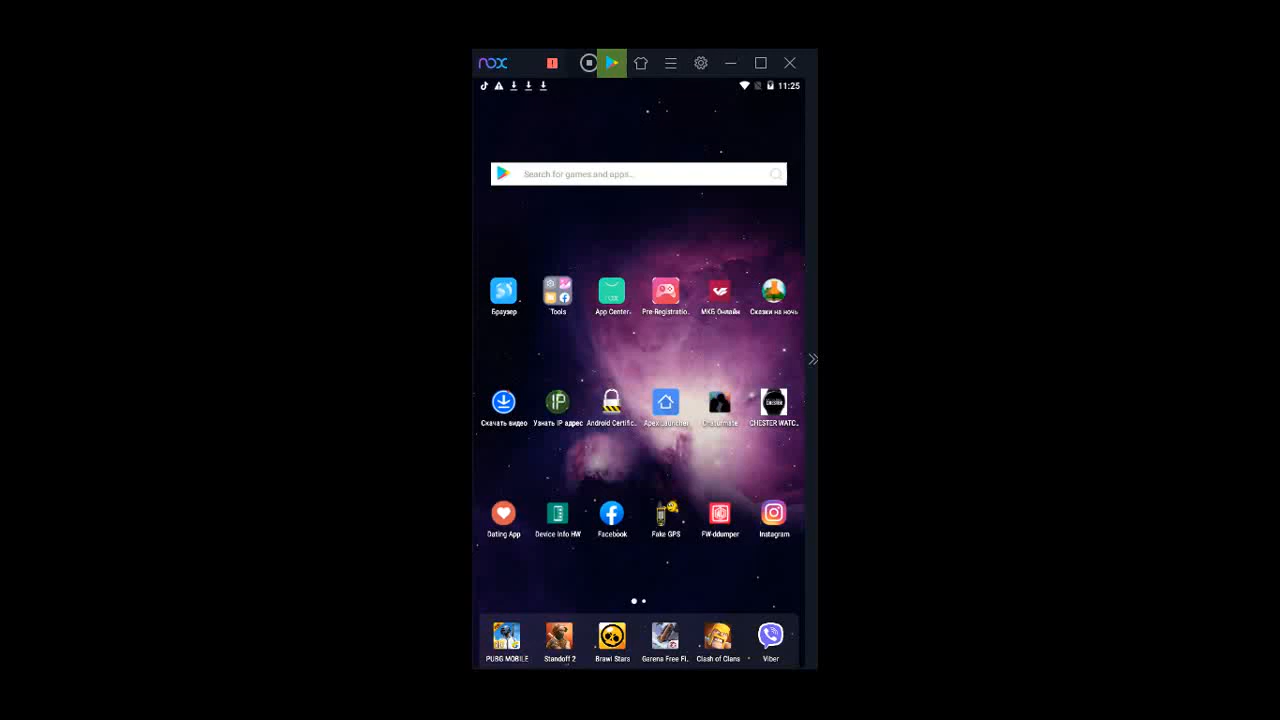 nox
11:25
Search for games and apps...
Браузер Tools App Center Pre-Registratio.. МКБ Онлайн Сказки на ночь
Скачать видео Узнать IP адрес Android Certific.. Apex Launcher Chaturmate CHESTER WATC..
Dating App Device Info HW Facebook Fake GPS FW-ddumper Instagram
PUBG MOBILE Standoff 2 Brawl Stars Garena Free Fi.. Clash of Clans Viber